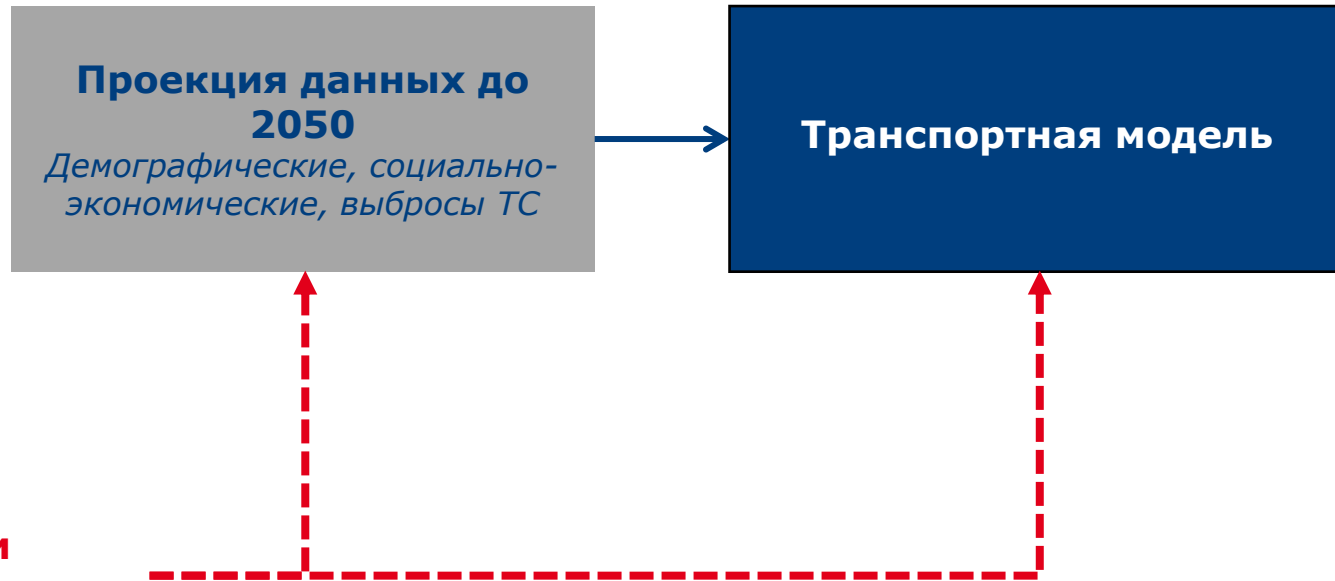 Проекция данных до
2050
Демографические, социально-
экономические, выбросы ТС
Транспортная модель